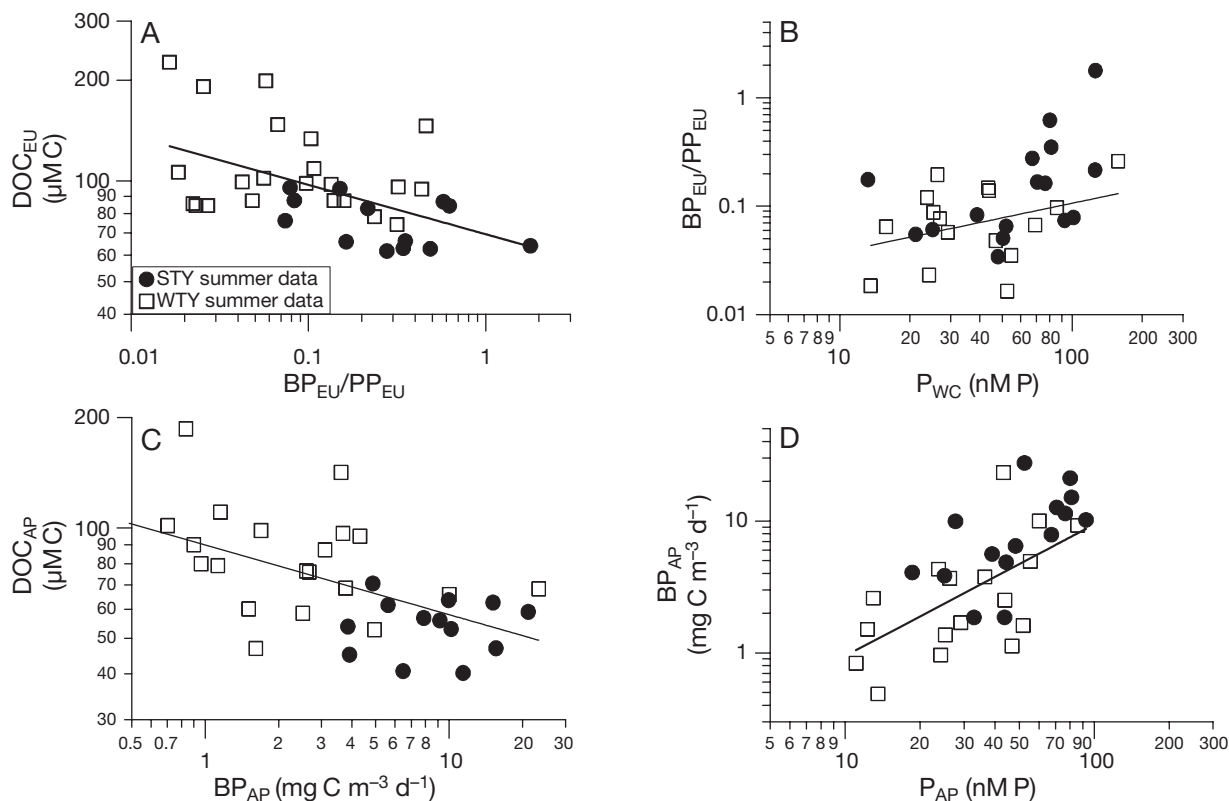 A
300
200
100
90
80
70
60
50
40
DOC_EU
(µM C)
STY summer data
WTY summer data
0.01 0.1 1
BP_EU/PP_EU
B
1
0.1
0.01
BP_EU/PP_EU
5 6 7 8 9 10 20 30 40 60 80 100 200 300
P_WC (nM P)
C
200
100
90
80
70
60
50
40
30
DOC_AP
(µM C)
0.5 0.7 1 2 3 4 5 6 7 8 10 20 30
BP_AP (mg C m⁻³ d⁻¹)
D
10
1
BP_AP
(mg C m⁻³ d⁻¹)
5 6 7 8 9 10 20 30 40 50 70 90 100 200 300
P_AP (nM P)